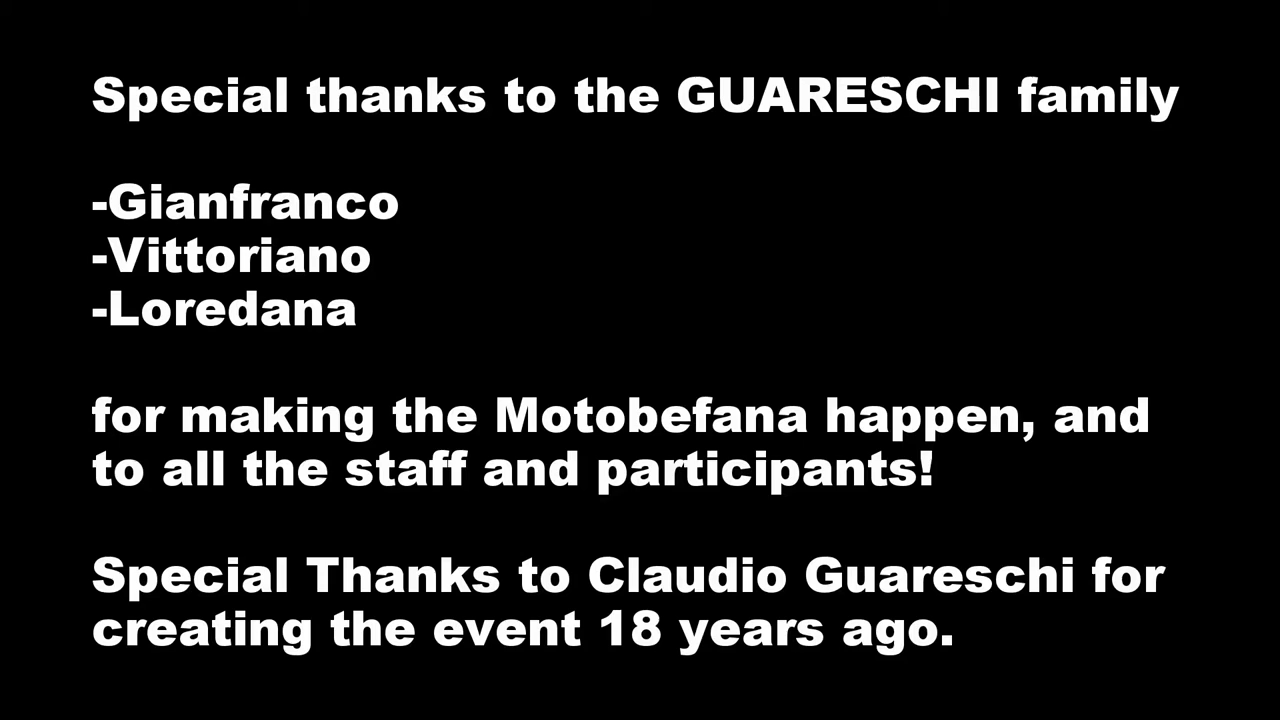 Special thanks to the GUARESCHI family
-Gianfranco
-Vittoriano
-Loredana
for making the Motobefana happen, and
to all the staff and participants!
Special Thanks to Claudio Guareschi for
creating the event 18 years ago.